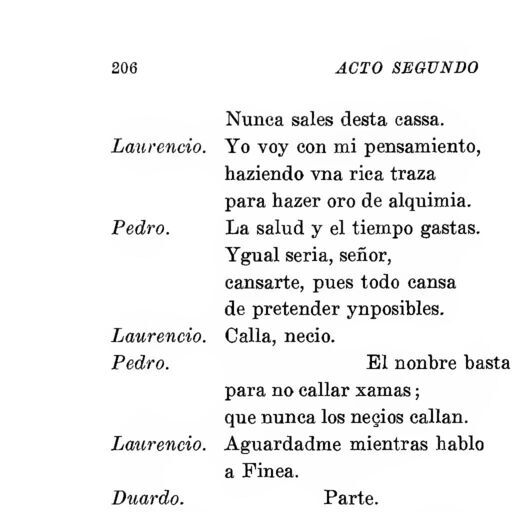 206 ACTO SEGUNDO
Nunca sales desta cassa.
Laurencio. Yo voy con mi pensamiento,
haziendo vna rica traza
para hazer oro de alquimia.
Pedro. La salud y el tiempo gastas.
Ygual seria, señor,
cansarte, pues todo cansa
de pretender ynposibles.
Laurencio. Calla, necio.
Pedro. El nonbre basta
para no callar xamas;
que nunca los neçios callan.
Laurencio. Aguardadme mientras hablo
a Finea.
Duardo. Parte.